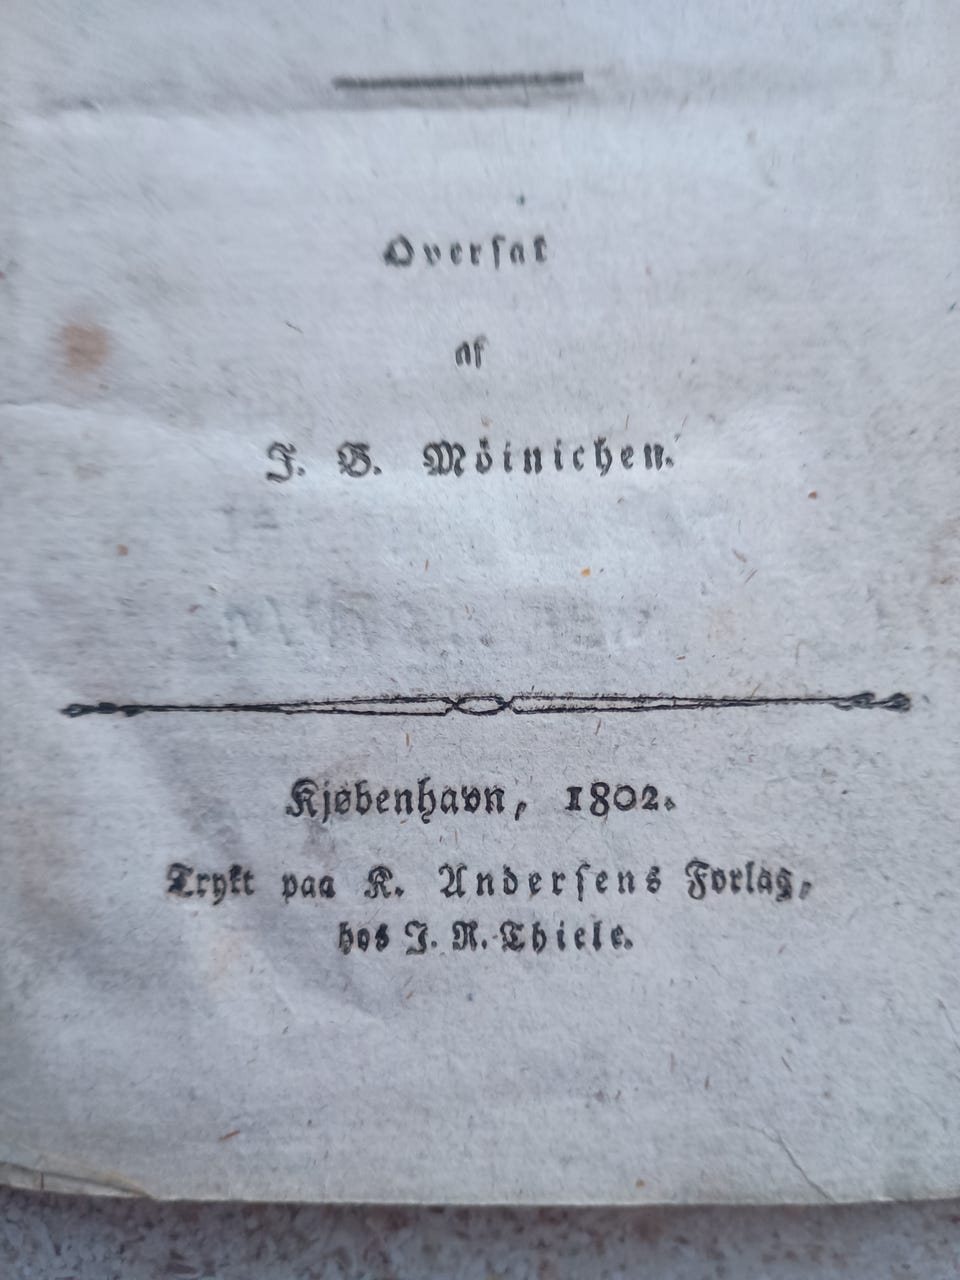 Oversat
af
J. B. Möinichen.
Kjøbenhavn, 1802.
Trykt paa K. Andersens Forlag,
hos J. R. Thiele.